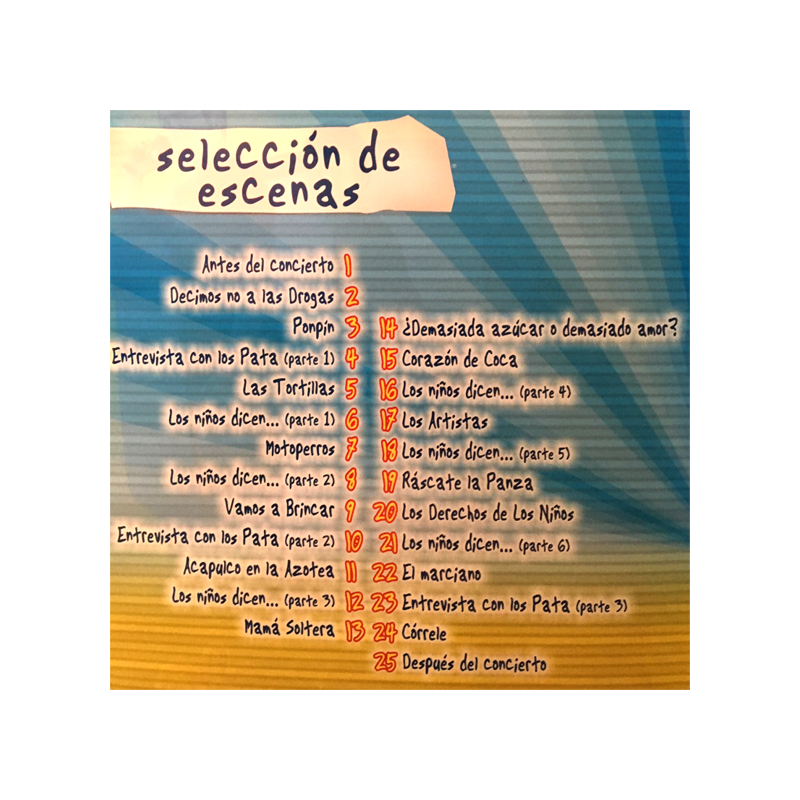 selección de
escenas
Antes del concierto 1
Decimos no a las Drogas 2
Ponpín 3
Entrevista con los Pata (parte 1) 4
Las Tortillas 5
Los niños dicen... (parte 1) 6
Motoperros 7
Los niños dicen... (parte 2) 8
Vamos a Brincar 9
Entrevista con los Pata (parte 2) 10
Acapulco en la Azotea 11
Los niños dicen... (parte 3) 12
Mamá Soltera 13
14 ¿Demasiada azúcar o demasiado amor?
15 Corazón de Coca
16 Los niños dicen... (parte 4)
17 Los Artistas
18 Los niños dicen... (parte 5)
19 Ráscate la Panza
20 Los Derechos de Los Niños
21 Los niños dicen... (parte 6)
22 El marciano
23 Entrevista con los Pata (parte 3)
24 Córrele
25 Después del concierto